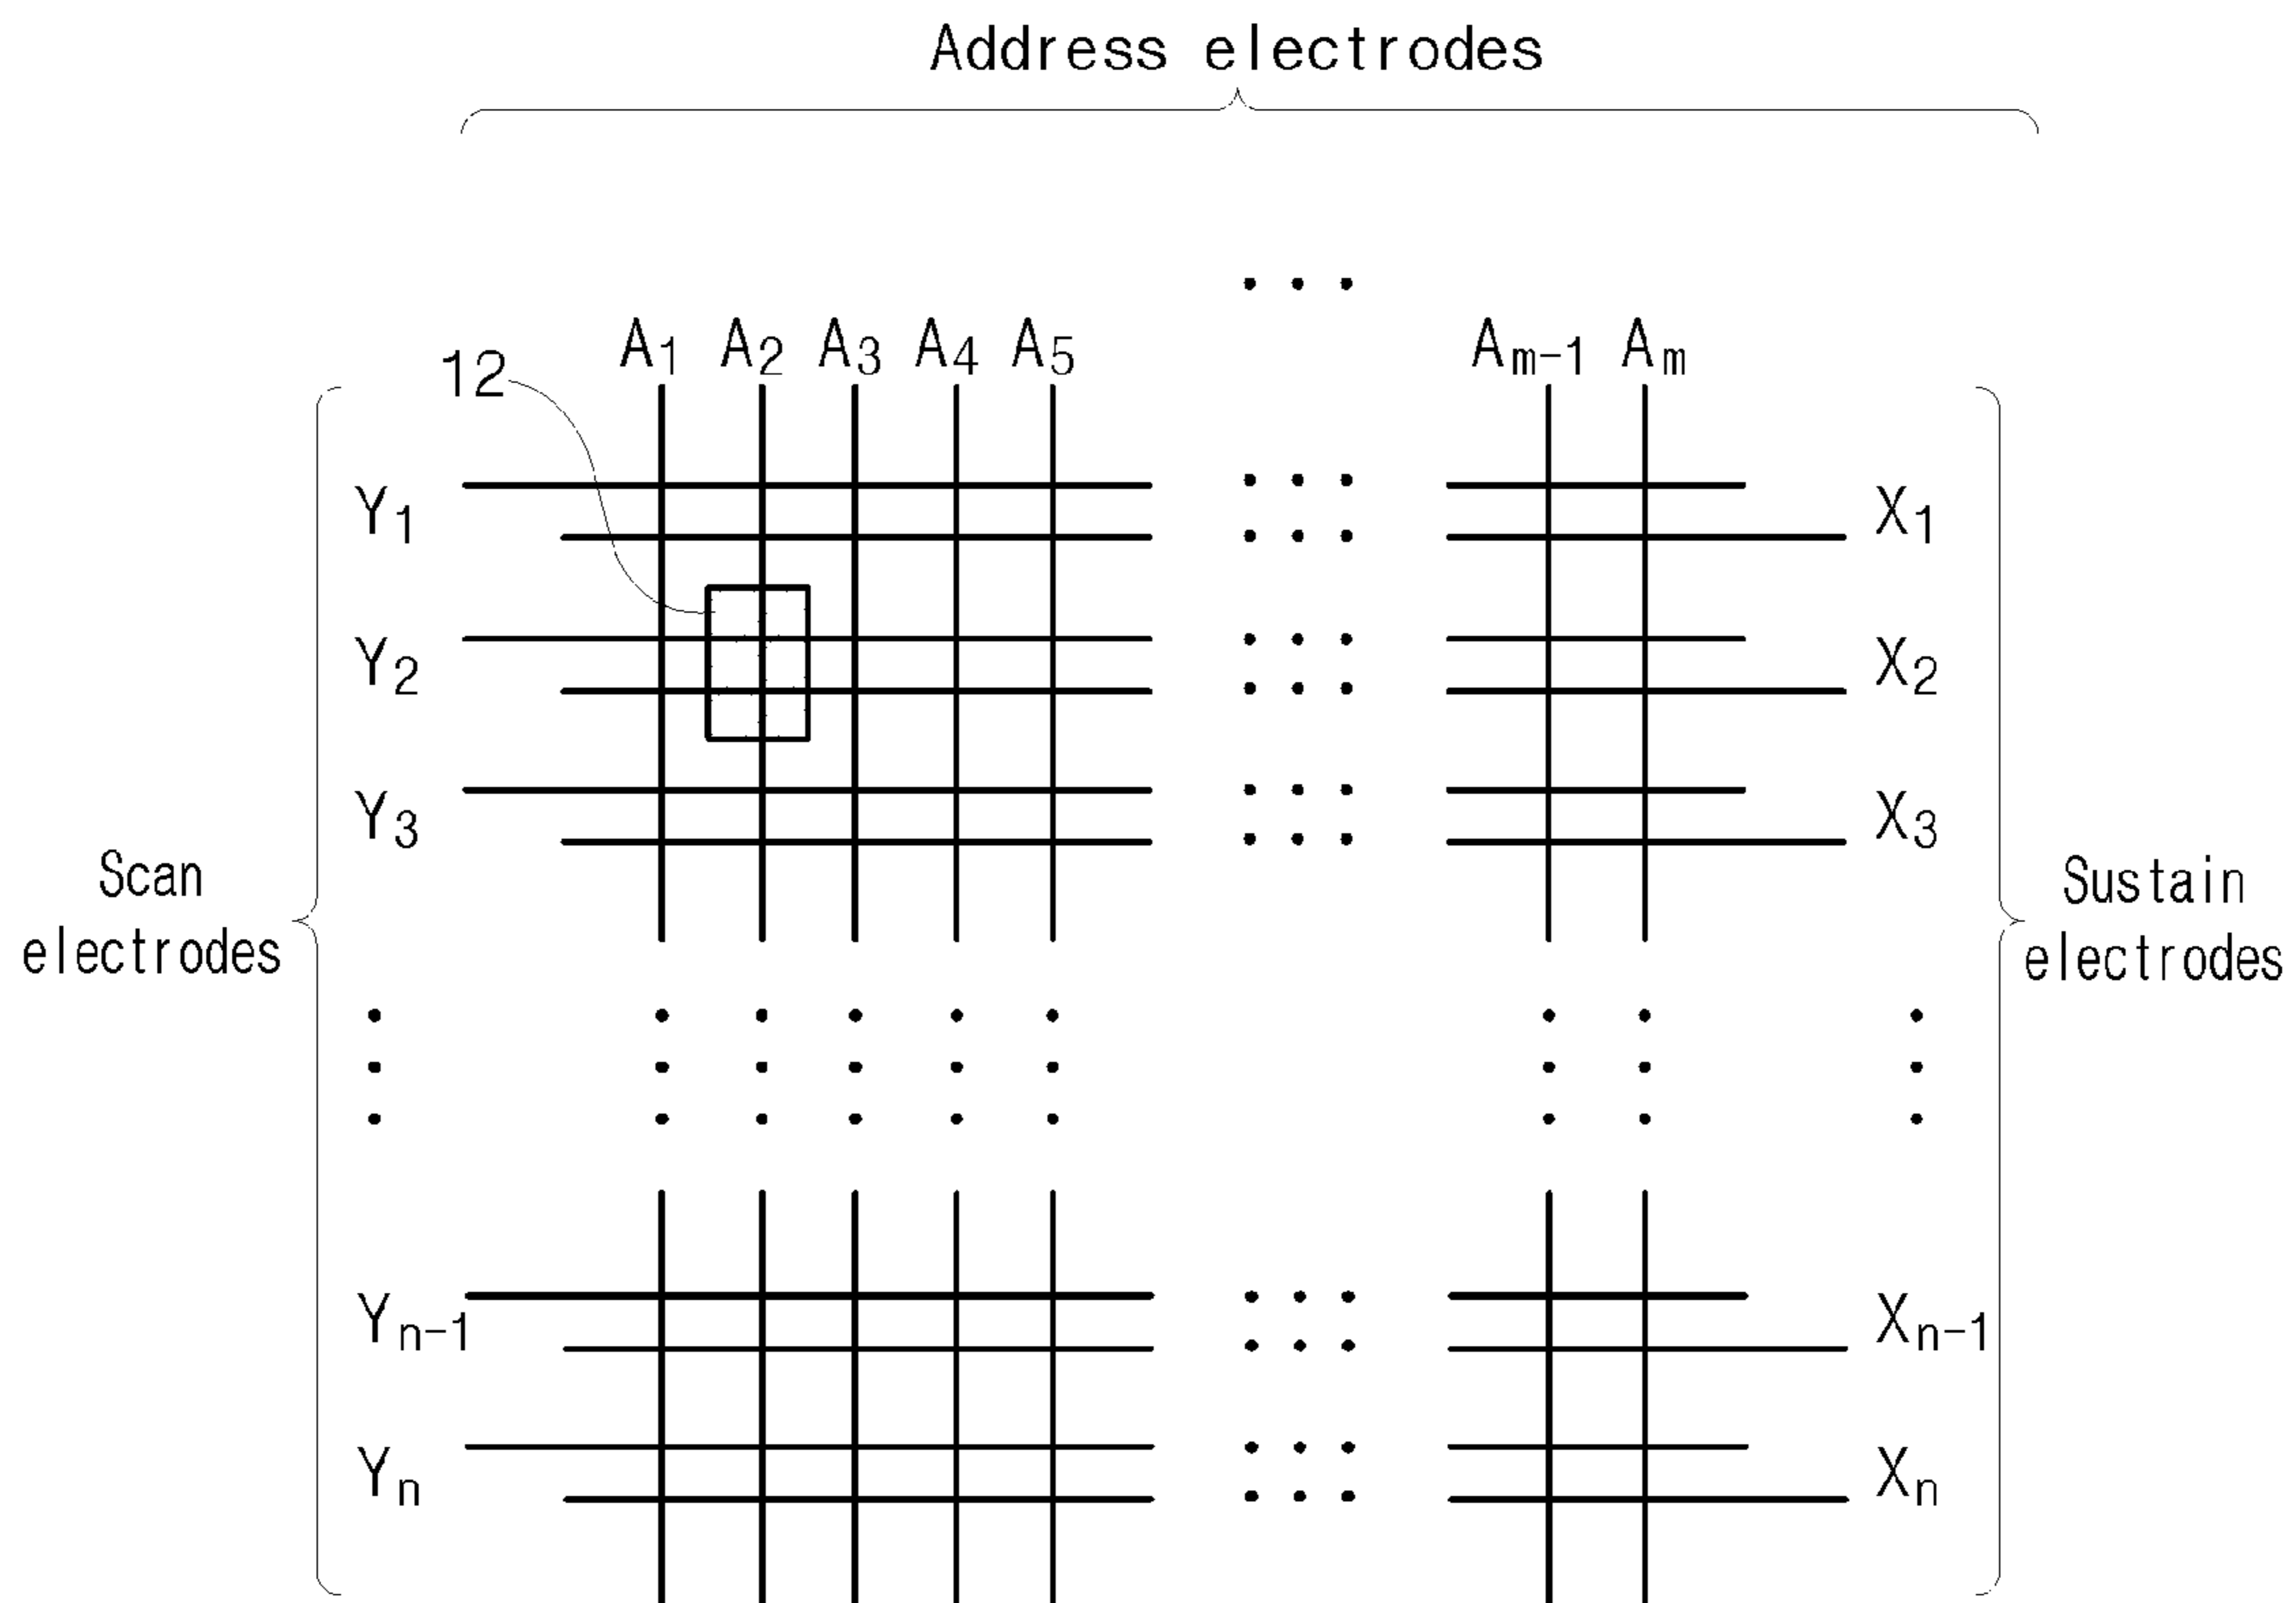 Address electrodes
A1 A2 A3 A4 A5 Am-1 Am
12
Y1 X1
Y2 X2
Y3 X3
Scan
electrodes
Sustain
electrodes
Yn-1 Xn-1
Yn Xn